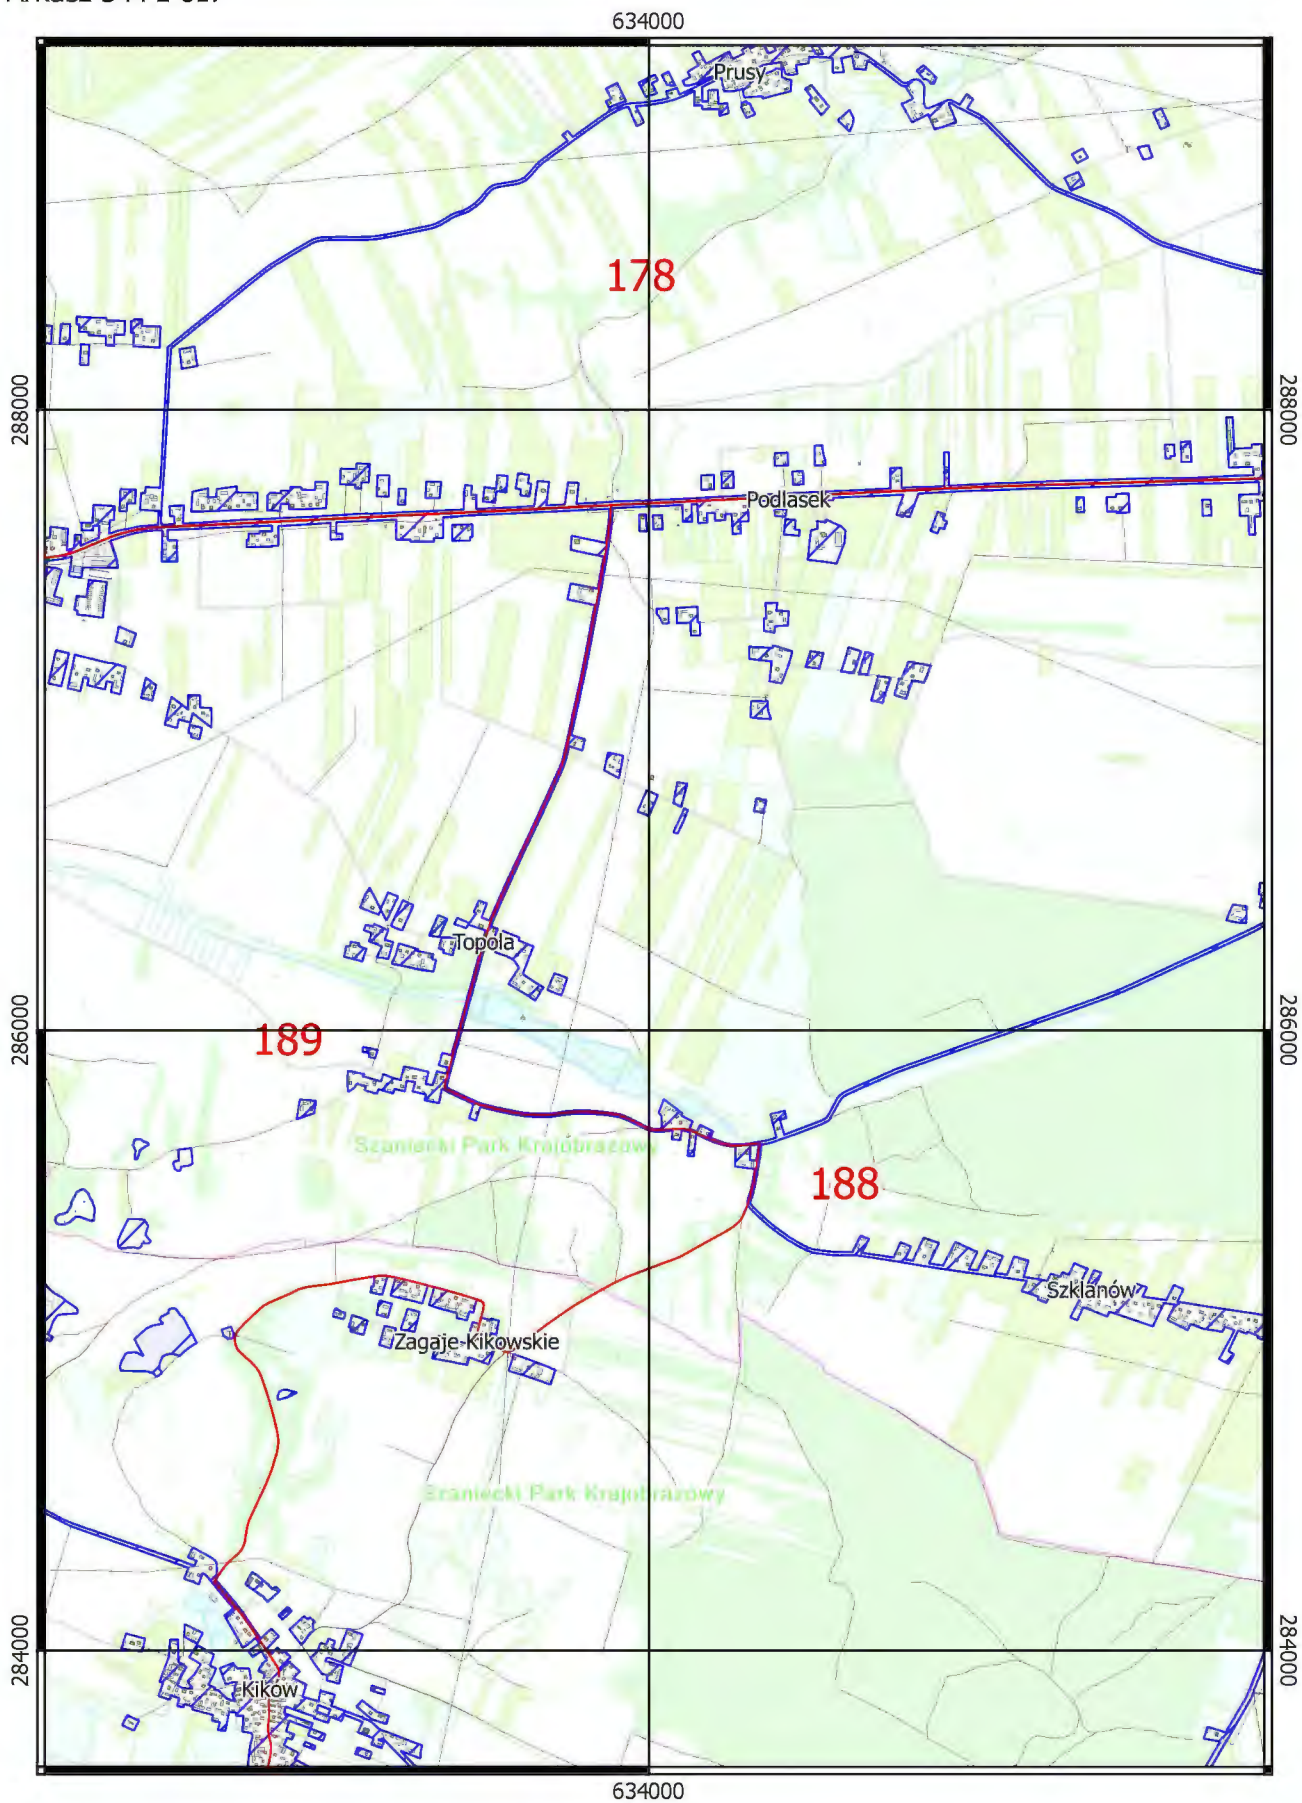 634000
Prusy
178
288000
288000
Podlasek
Topola
286000
189
286000
Szaniecki Park Krajobrazowy
188
Szklanów
Zagaje Kikowskie
Szaniecki Park Krajobrazowy
284000
284000
Kików
634000